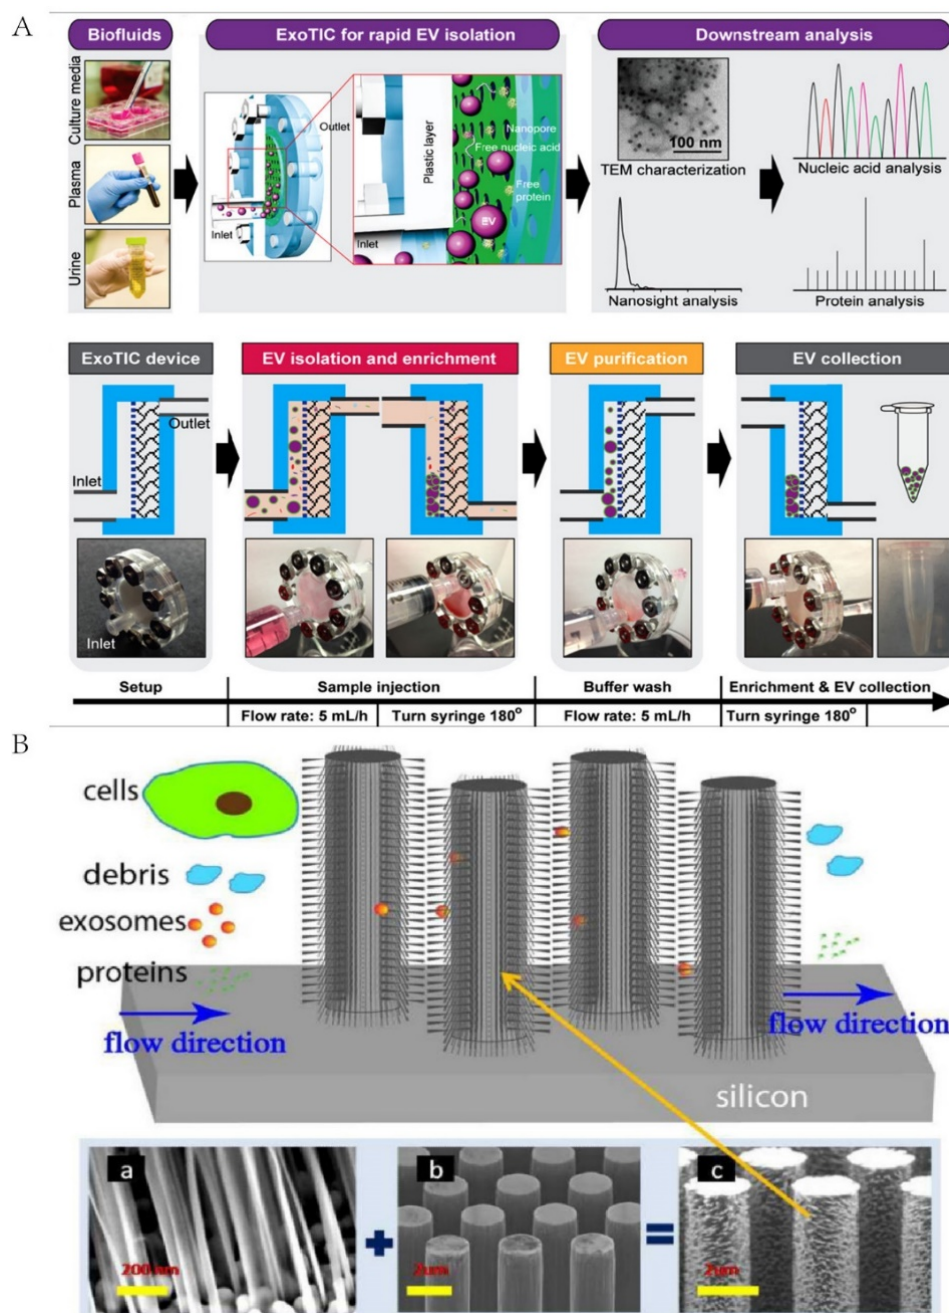 A
Biofluids
ExoTIC for rapid EV isolation
Downstream analysis
Culture media
Plasma
Urine
Outlet
Inlet
Plastic layer
Inlet
Nanopore
Free nucleic acid
Free
protein
EV
100 nm
TEM characterization
Nucleic acid analysis
Nanosight analysis
Protein analysis
ExoTIC device
EV isolation and enrichment
EV purification
EV collection
Outlet
Inlet
Inlet
Setup
Sample injection
Buffer wash
Enrichment & EV collection
Flow rate: 5 mL/h
Turn syringe 180°
Flow rate: 5 mL/h
Turn syringe 180°
B
cells
debris
exosomes
proteins
flow direction
flow direction
silicon
a
b
c
200 nm
2um
2um